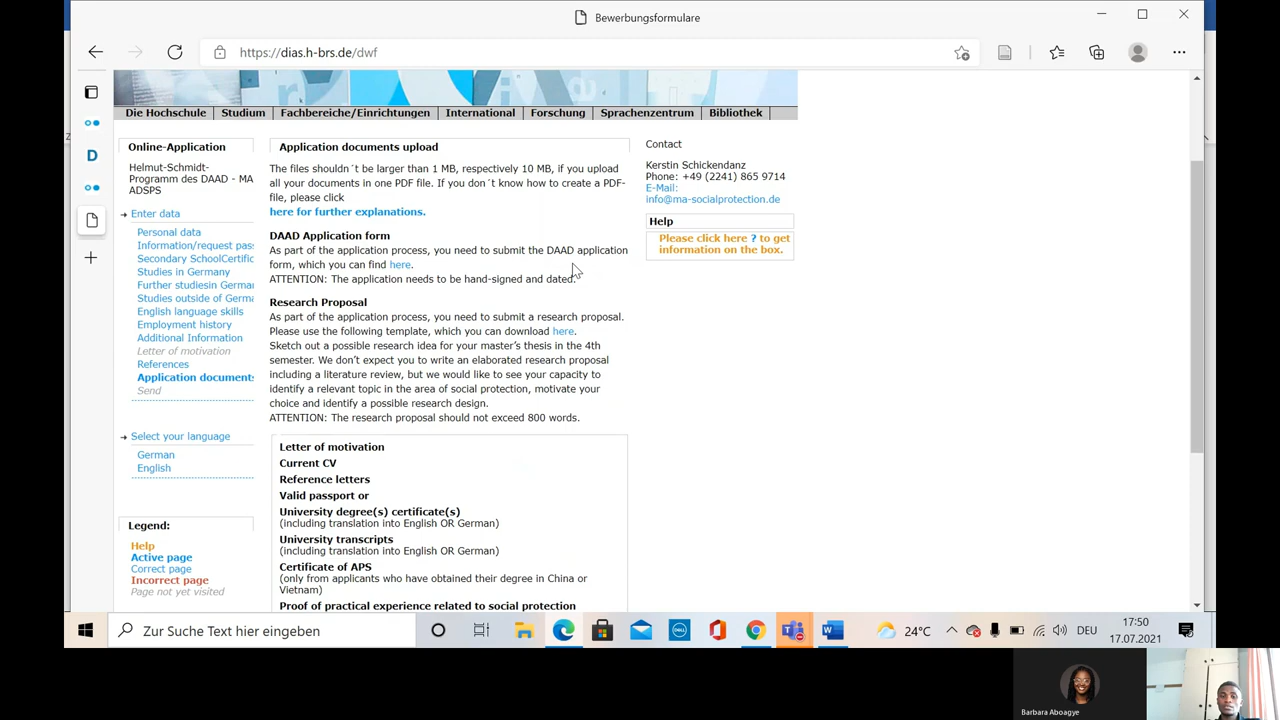 Bewerbungsformulare
https://dias.h-brs.de/dwf
D
Die Hochschule
Studium
Fachbereiche/Einrichtungen
International
Forschung
Sprachenzentrum
Bibliothek
Online-Application
Helmut-Schmidt-
Programm des DAAD - MA
ADSPS
Enter data
Personal data
Information/request pas
Secondary SchoolCertific
Studies in Germany
Further studiesin German
Studies outside of Germa
English language skills
Employment history
Additional Information
Letter of motivation
References
Application documents
Send
Select your language
German
English
Legend:
Help
Active page
Correct page
Incorrect page
Page not yet visited
Application documents upload
The files shouldn´t be larger than 1 MB, respectively 10 MB, if you upload
all your documents in one PDF file. If you don´t know how to create a PDF-
file, please click
here for further explanations.
DAAD Application form
As part of the application process, you need to submit the DAAD application
form, which you can find here.
ATTENTION: The application needs to be hand-signed and dated.
Research Proposal
As part of the application process, you need to submit a research proposal.
Please use the following template, which you can download here.
Sketch out a possible research idea for your master's thesis in the 4th
semester. We don't expect you to write an elaborated research proposal
including a literature review, but we would like to see your capacity to
identify a relevant topic in the area of social protection, motivate your
choice and identify a possible research design.
ATTENTION: The research proposal should not exceed 800 words.
Letter of motivation
Current CV
Reference letters
Valid passport or
University degree(s) certificate(s)
(including translation into English OR German)
University transcripts
(including translation into English OR German)
Certificate of APS
(only from applicants who have obtained their degree in China or
Vietnam)
Proof of practical experience related to social protection
Contact
Kerstin Schickendanz
Phone: +49 (2241) 865 9714
E-Mail:
info@ma-socialprotection.de
Help
Please click here ? to get
information on the box.
Zur Suche Text hier eingeben
DELL
24°C
DEU
17:50
17.07.2021
Barbara Aboagye